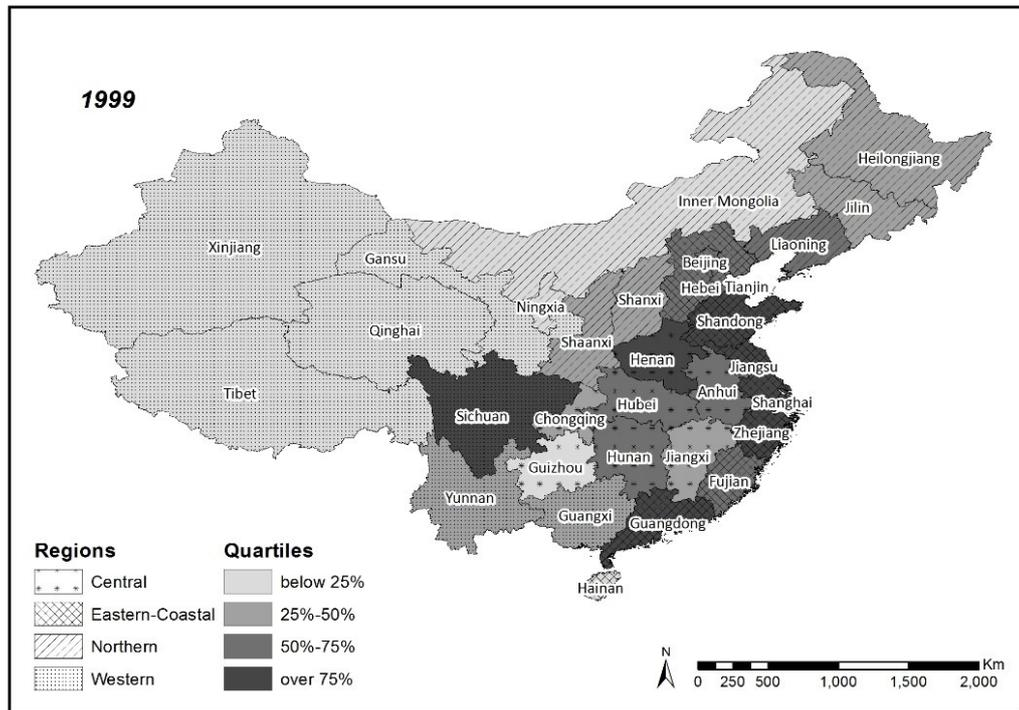 1999
Heilongjiang
Inner Mongolia
Jilin
Xinjiang
Gansu
Beijing
Liaoning
Hebei
Tianjin
Ningxia
Shanxi
Qinghai
Shandong
Shaanxi
Henan
Jiangsu
Tibet
Anhui
Sichuan
Hubei
Shanghai
Chongqing
Zhejiang
Hunan
Jiangxi
Guizhou
Fujian
Yunnan
Guangxi
Guangdong
Hainan
Regions
Central
Eastern-Coastal
Northern
Western
Quartiles
below 25%
25%-50%
50%-75%
over 75%
N
Km
0 250 500 1,000 1,500 2,000